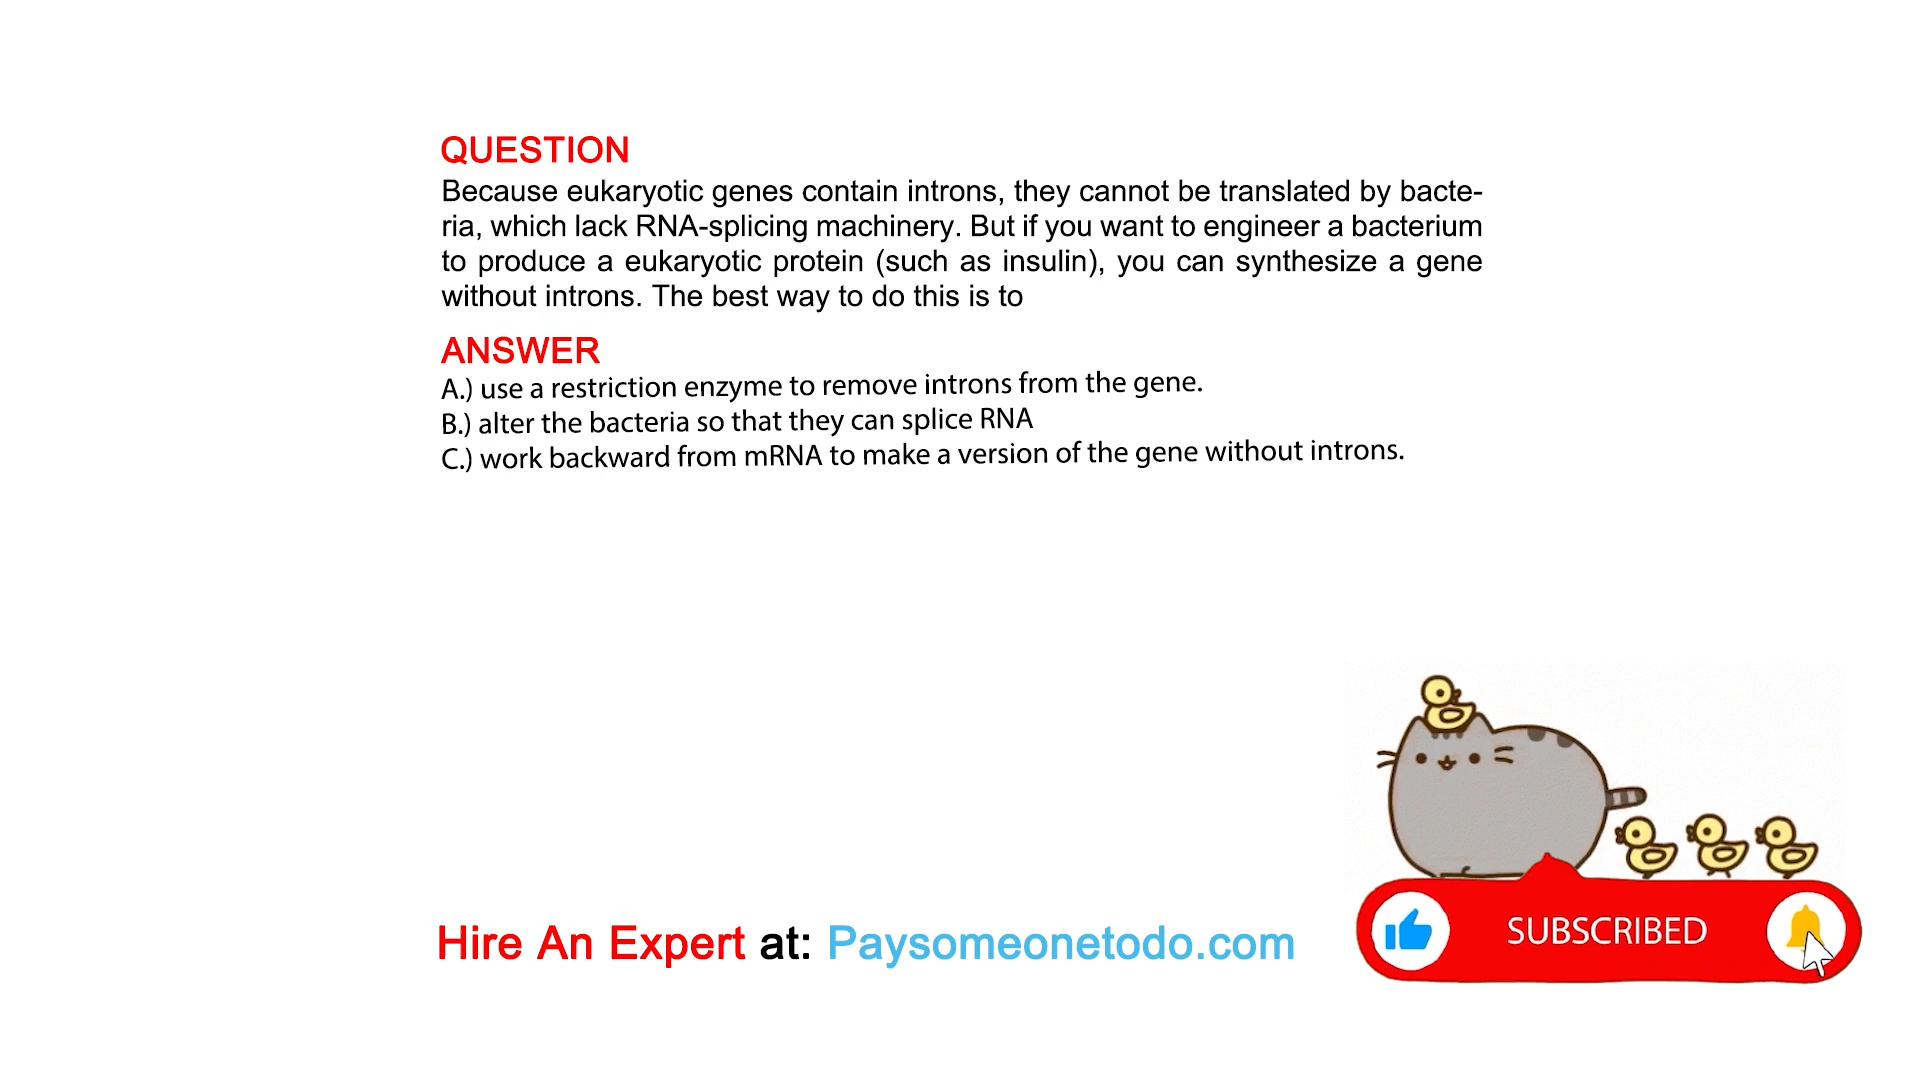 QUESTION
Because eukaryotic genes contain introns, they cannot be translated by bacte-
ria, which lack RNA-splicing machinery. But if you want to engineer a bacterium
to produce a eukaryotic protein (such as insulin), you can synthesize a gene
without introns. The best way to do this is to
ANSWER
A.) use a restriction enzyme to remove introns from the gene.
B.) alter the bacteria so that they can splice RNA
C.) work backward from mRNA to make a version of the gene without introns.
Hire An Expert at: Paysomeonetodo.com
SUBSCRIBED